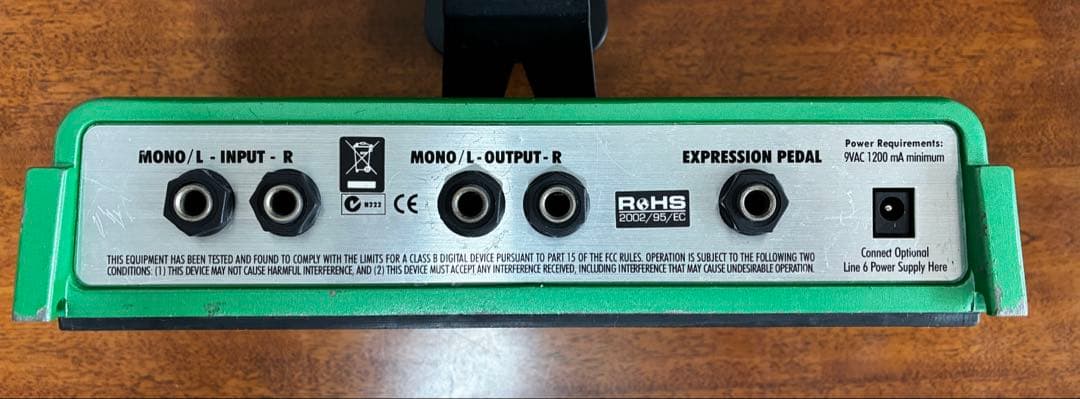 MONO/L - INPUT - R
MONO/L - OUTPUT - R
EXPRESSION PEDAL
Power Requirements:
9VAC 1200 mA minimum
N222
CE
RoHS
2002/95/EC
Connect Optional
Line 6 Power Supply Here
THIS EQUIPMENT HAS BEEN TESTED AND FOUND TO COMPLY WITH THE LIMITS FOR A CLASS B DIGITAL DEVICE PURSUANT TO PART 15 OF THE FCC RULES. OPERATION IS SUBJECT TO THE FOLLOWING TWO
CONDITIONS: (1) THIS DEVICE MAY NOT CAUSE HARMFUL INTERFERENCE, AND (2) THIS DEVICE MUST ACCEPT ANY INTERFERENCE RECEIVED, INCLUDING INTERFERENCE THAT MAY CAUSE UNDESIRABLE OPERATION.